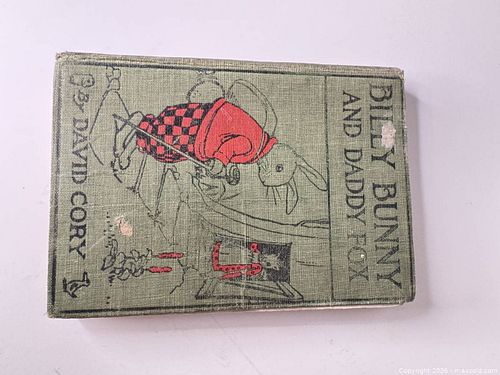 BILLY BUNNY
AND DADDY FOX
By DAVID CORY
Copyright 2026 - maxsold.com